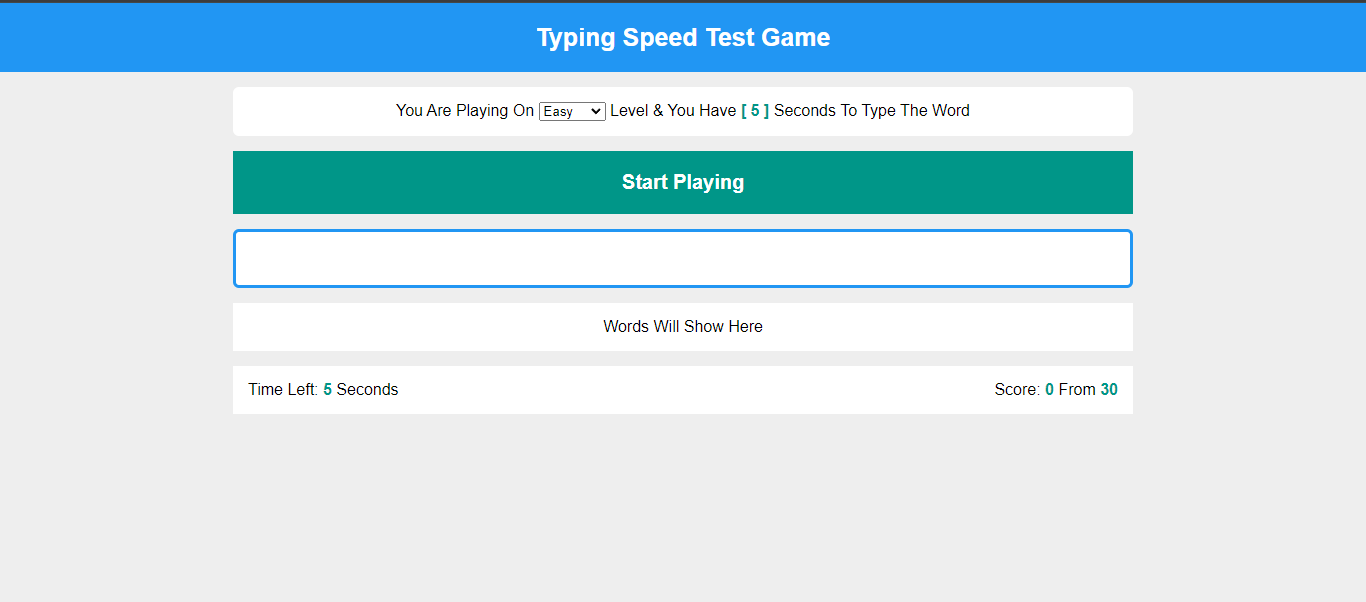 Typing Speed Test Game
You Are Playing On Easy Level & You Have [ 5 ] Seconds To Type The Word
Start Playing
Words Will Show Here
Time Left: 5 Seconds
Score: 0 From 30